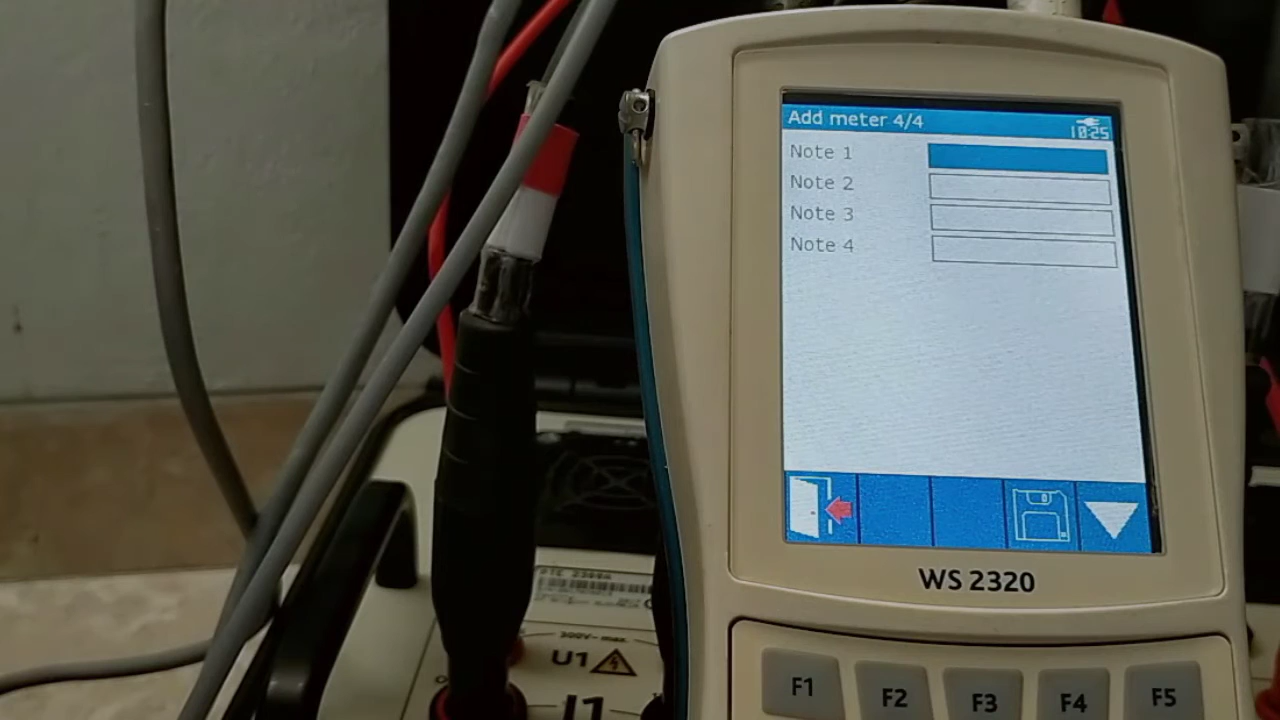 Add meter 4/4
10:25
Note 1
Note 2
Note 3
Note 4
WS 2320
F1
F2
F3
F4
F5
300V~max.
U1
I1